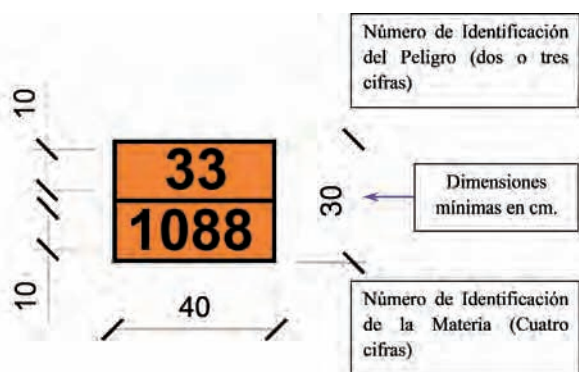 Número de Identificación
del Peligro (dos o tres
cifras)
10
33
1088
30
Dimensiones
mínimas en cm.
10
40
Número de Identificación
de la Materia (Cuatro
cifras)